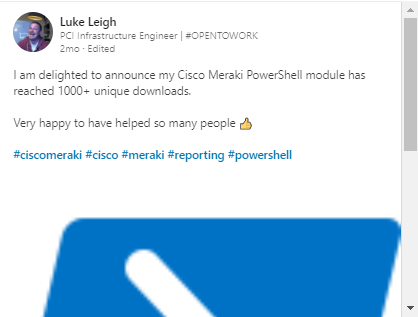 Luke Leigh
PCI Infrastructure Engineer | #OPENTOWORK
2mo · Edited
I am delighted to announce my Cisco Meraki PowerShell module has
reached 1000+ unique downloads.
Very happy to have helped so many people 👍
#ciscomeraki #cisco #meraki #reporting #powershell